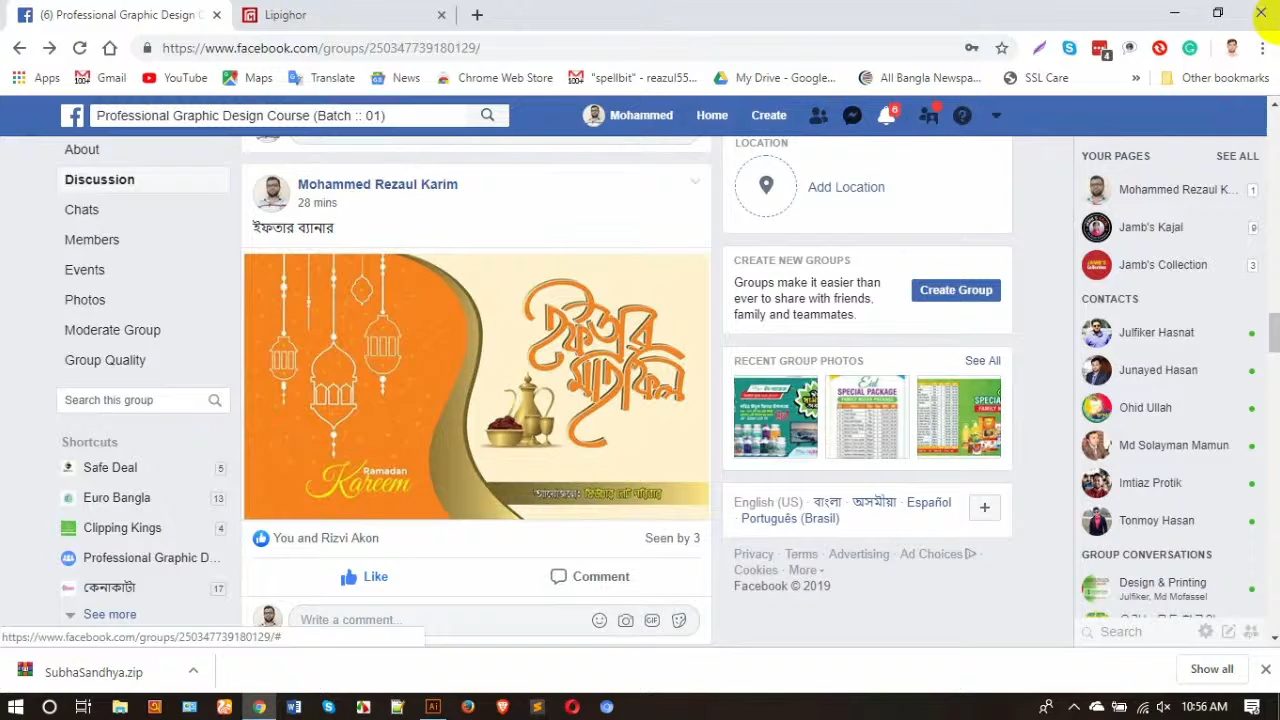 (6) Professional Graphic Design C
Lipighor
https://www.facebook.com/groups/250347739180129/
4
Apps
Gmail
YouTube
Maps
Translate
News
Chrome Web Store
"spellbit" - reazul55...
My Drive - Google...
All Bangla Newspa...
SSL Care
»
Other bookmarks
Professional Graphic Design Course (Batch :: 01)
Mohammed
Home
Create
6
About
Discussion
Chats
Members
Events
Photos
Moderate Group
Group Quality
Search this group
Shortcuts
Safe Deal 5
Euro Bangla 13
Clipping Kings 4
Professional Graphic D...
কেনাকাটা 17
See more
https://www.facebook.com/groups/250347739180129/#
Mohammed Rezaul Karim
28 mins
ইফতার ব্যানার
ইফতার
মাহফিল
Ramadan
Kareem
You and Rizvi Akon
Seen by 3
Like
Comment
Write a comment...
GIF
LOCATION
Add Location
CREATE NEW GROUPS
Groups make it easier than
ever to share with friends,
family and teammates.
Create Group
RECENT GROUP PHOTOS
See All
Eid
SPECIAL PACKAGE
English (US) · বাংলা · অসমীয়া · Español
· Português (Brasil)
Privacy · Terms · Advertising · Ad Choices ·
Cookies · More
Facebook © 2019
YOUR PAGES SEE ALL
Mohammed Rezaul K... 1
Jamb's Kajal 9
Jamb's Collection 3
CONTACTS
Julfiker Hasnat
Junayed Hasan
Ohid Ullah
Md Solayman Mamun
Imtiaz Protik
Tonmoy Hasan
GROUP CONVERSATIONS
Design & Printing
Julfiker, Md Mofassel
Search
SubhaSandhya.zip
Show all
10:56 AM